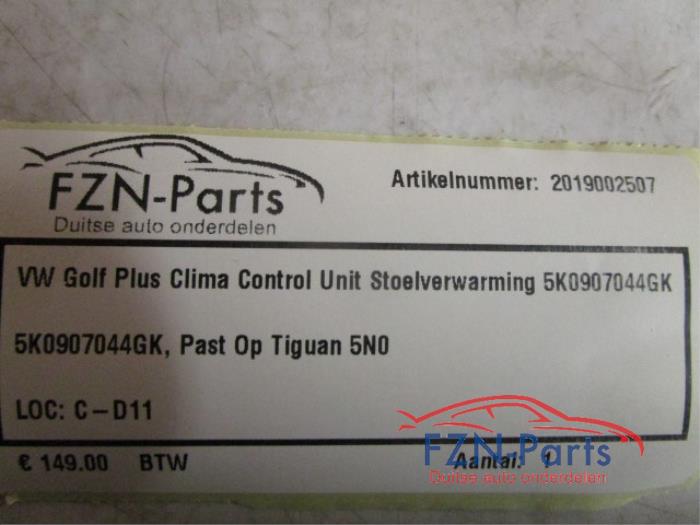 FZN-Parts
Duitse auto onderdelen
Artikelnummer: 2019002507
VW Golf Plus Clima Control Unit Stoelverwarming 5K0907044GK
5K0907044GK, Past Op Tiguan 5N0
LOC: C-D11
€ 149.00 BTW
Aantal: 1
FZN-Parts
Duitse auto onderdelen